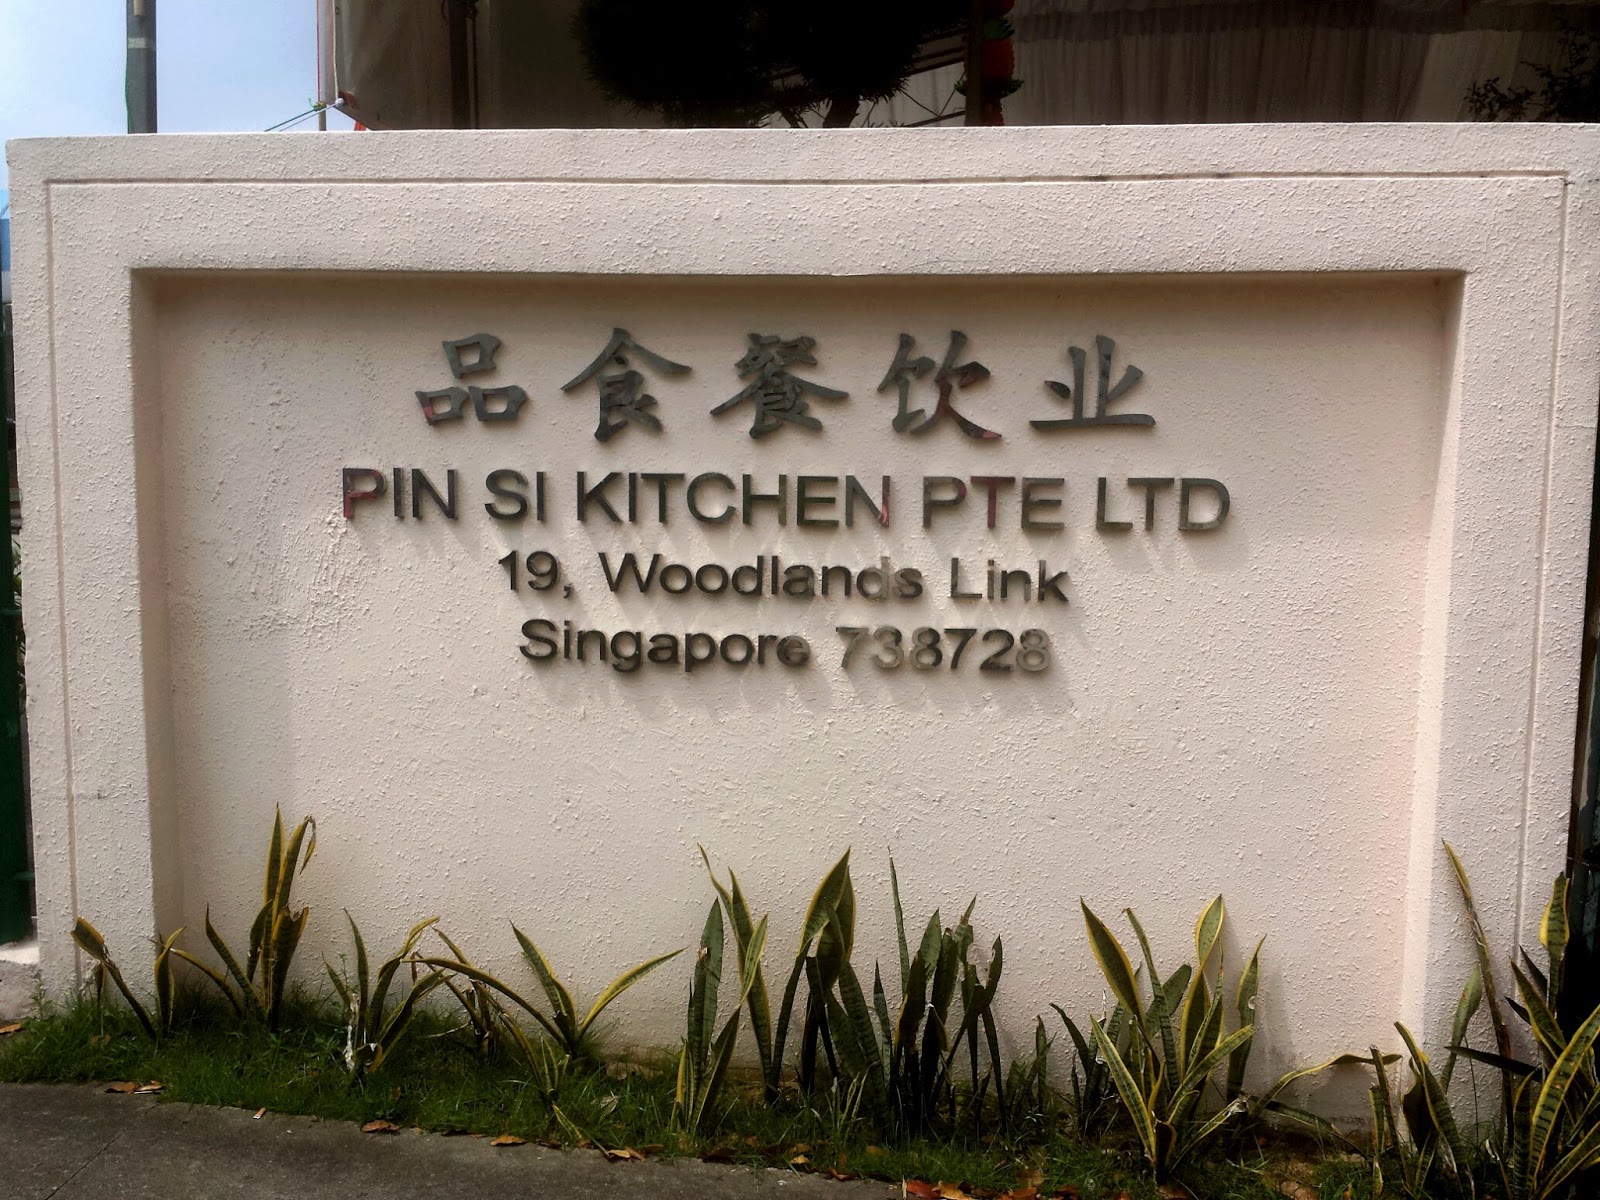 品食餐饮业
PIN SI KITCHEN PTE LTD
19, Woodlands Link
Singapore 738728